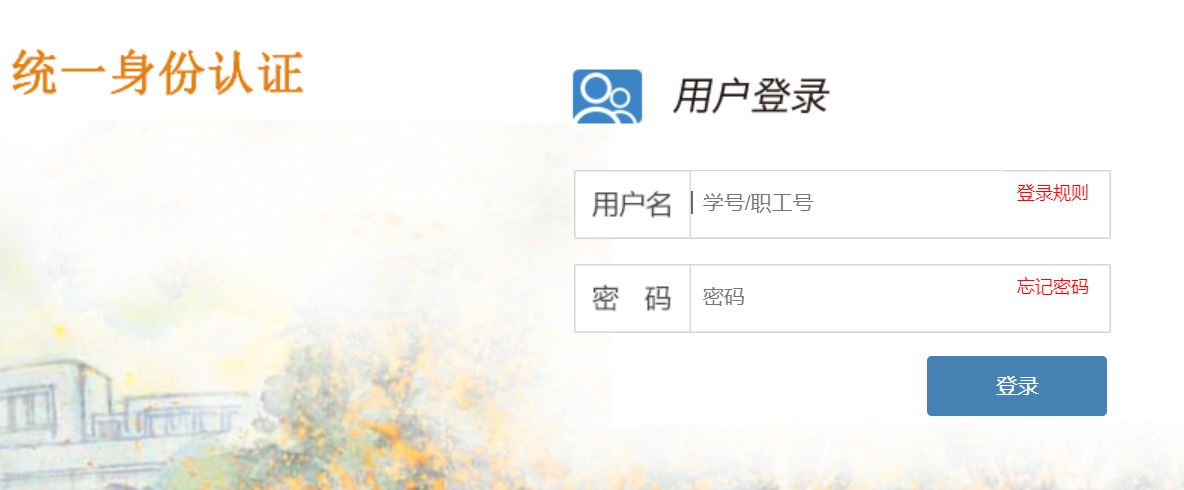 统一身份认证
用户登录
用户名 学号/职工号 登录规则
密 码 密码 忘记密码
登录